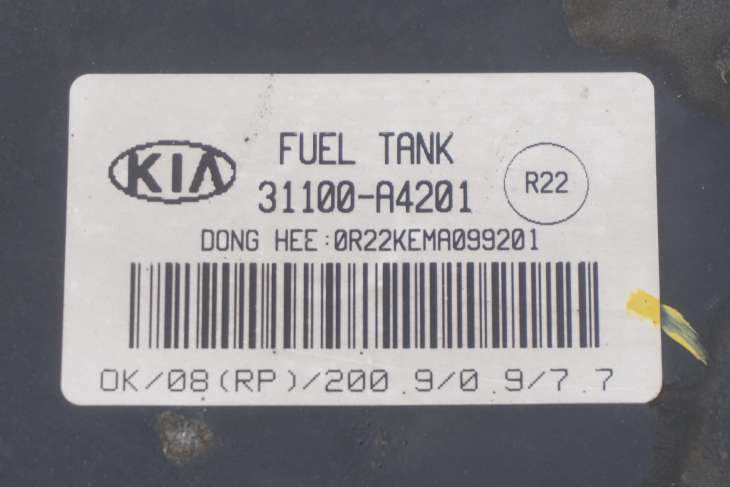 KIA
FUEL TANK
31100-A4201
R22
DONG HEE:0R22KEMA099201
OK/08(RP)/200.9/0.9/7.7